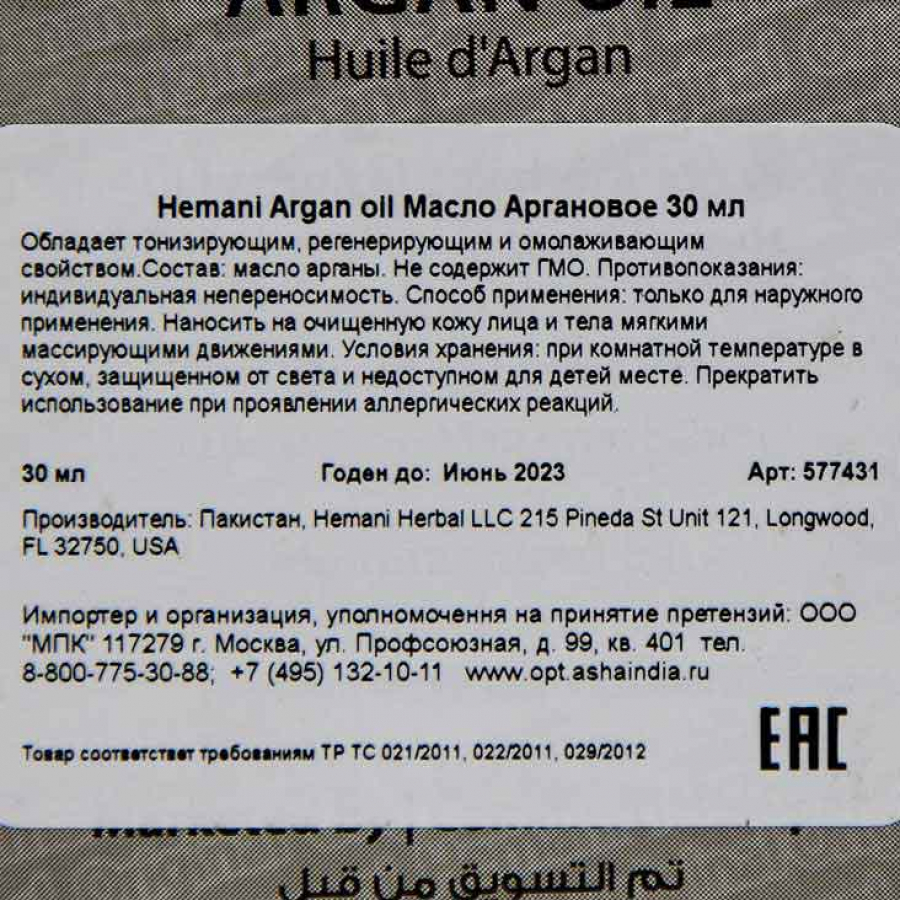 ARGAN OIL
Huile d'Argan
Hemani Argan oil Масло Аргановое 30 мл
Обладает тонизирующим, регенерирующим и омолаживающим
свойством.Состав: масло арганы. Не содержит ГМО. Противопоказания:
индивидуальная непереносимость. Способ применения: только для наружного
применения. Наносить на очищенную кожу лица и тела мягкими
массирующими движениями. Условия хранения: при комнатной температуре в
сухом, защищенном от света и недоступном для детей месте. Прекратить
использование при проявлении аллергических реакций.
30 мл Годен до: Июнь 2023 Арт: 577431
Производитель: Пакистан, Hemani Herbal LLC 215 Pineda St Unit 121, Longwood,
FL 32750, USA
Импортер и организация, уполномочення на принятие претензий: ООО
"МПК" 117279 г. Москва, ул. Профсоюзная, д. 99, кв. 401 тел.
8-800-775-30-88; +7 (495) 132-10-11 www.opt.ashaindia.ru
Товар соответствет требованиям ТР ТС 021/2011, 022/2011, 029/2012
EAC
تم التسويق من قبل